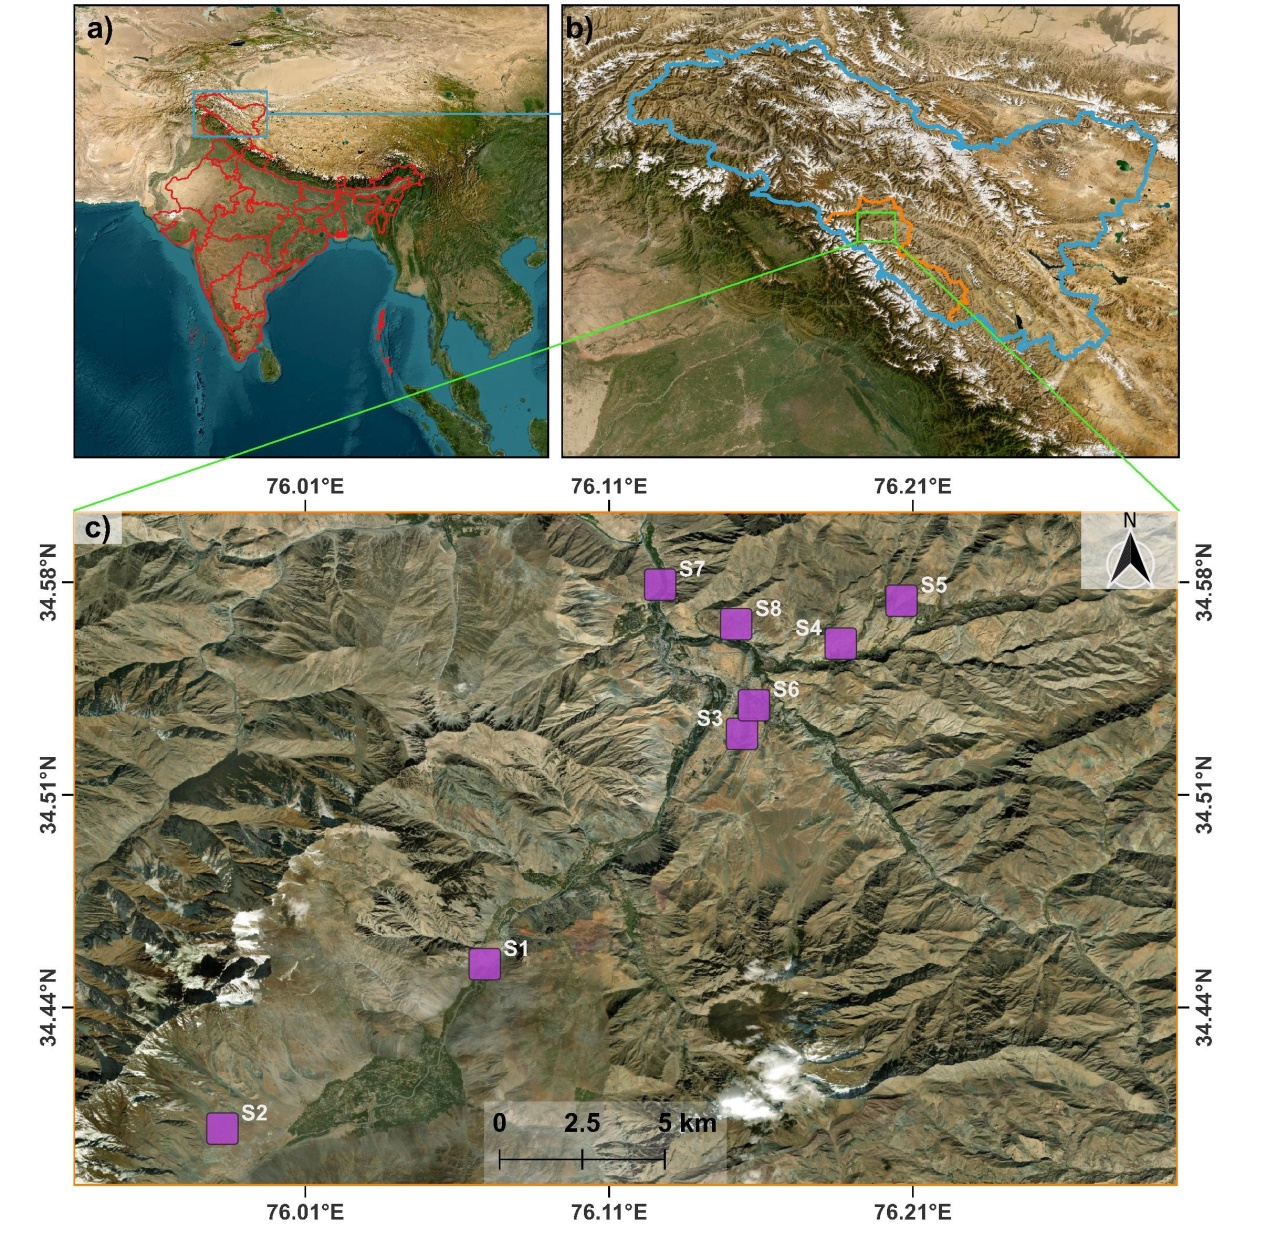 a)
b)
76.01°E
76.11°E
76.21°E
c)
N
34.58°N
34.58°N
S7
S5
S8
S4
S6
S3
34.51°N
34.51°N
S1
34.44°N
34.44°N
S2
0 2.5 5 km
76.01°E
76.11°E
76.21°E